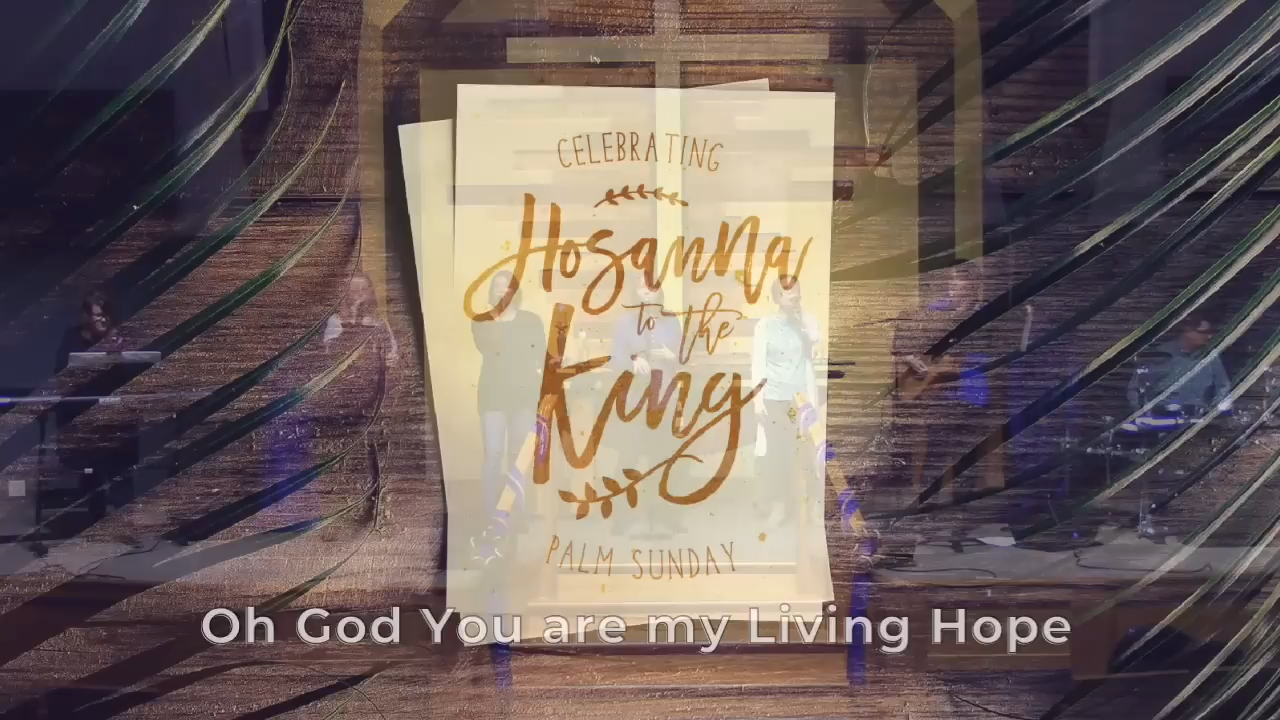 CELEBRATING
Hosanna
to the
King
PALM SUNDAY
Oh God You are my Living Hope